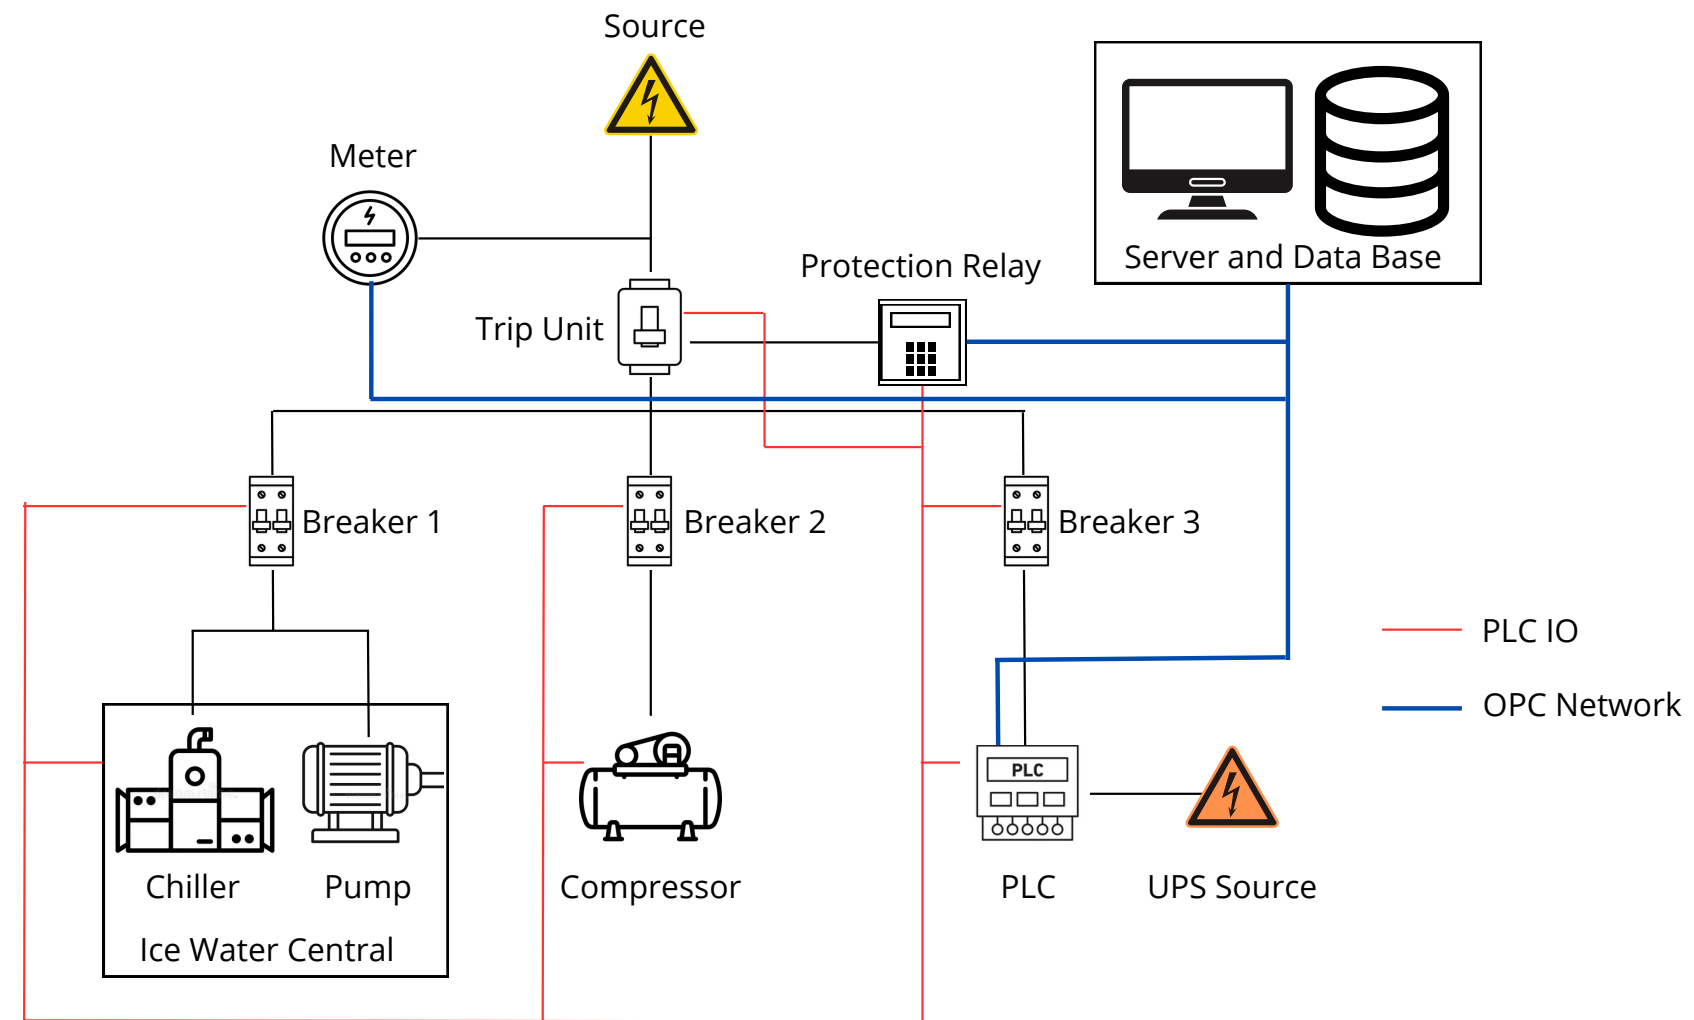 Source
Meter
Server and Data Base
Protection Relay
Trip Unit
Breaker 1
Breaker 2
Breaker 3
PLC IO
OPC Network
PLC
Chiller
Pump
Compressor
PLC
UPS Source
Ice Water Central